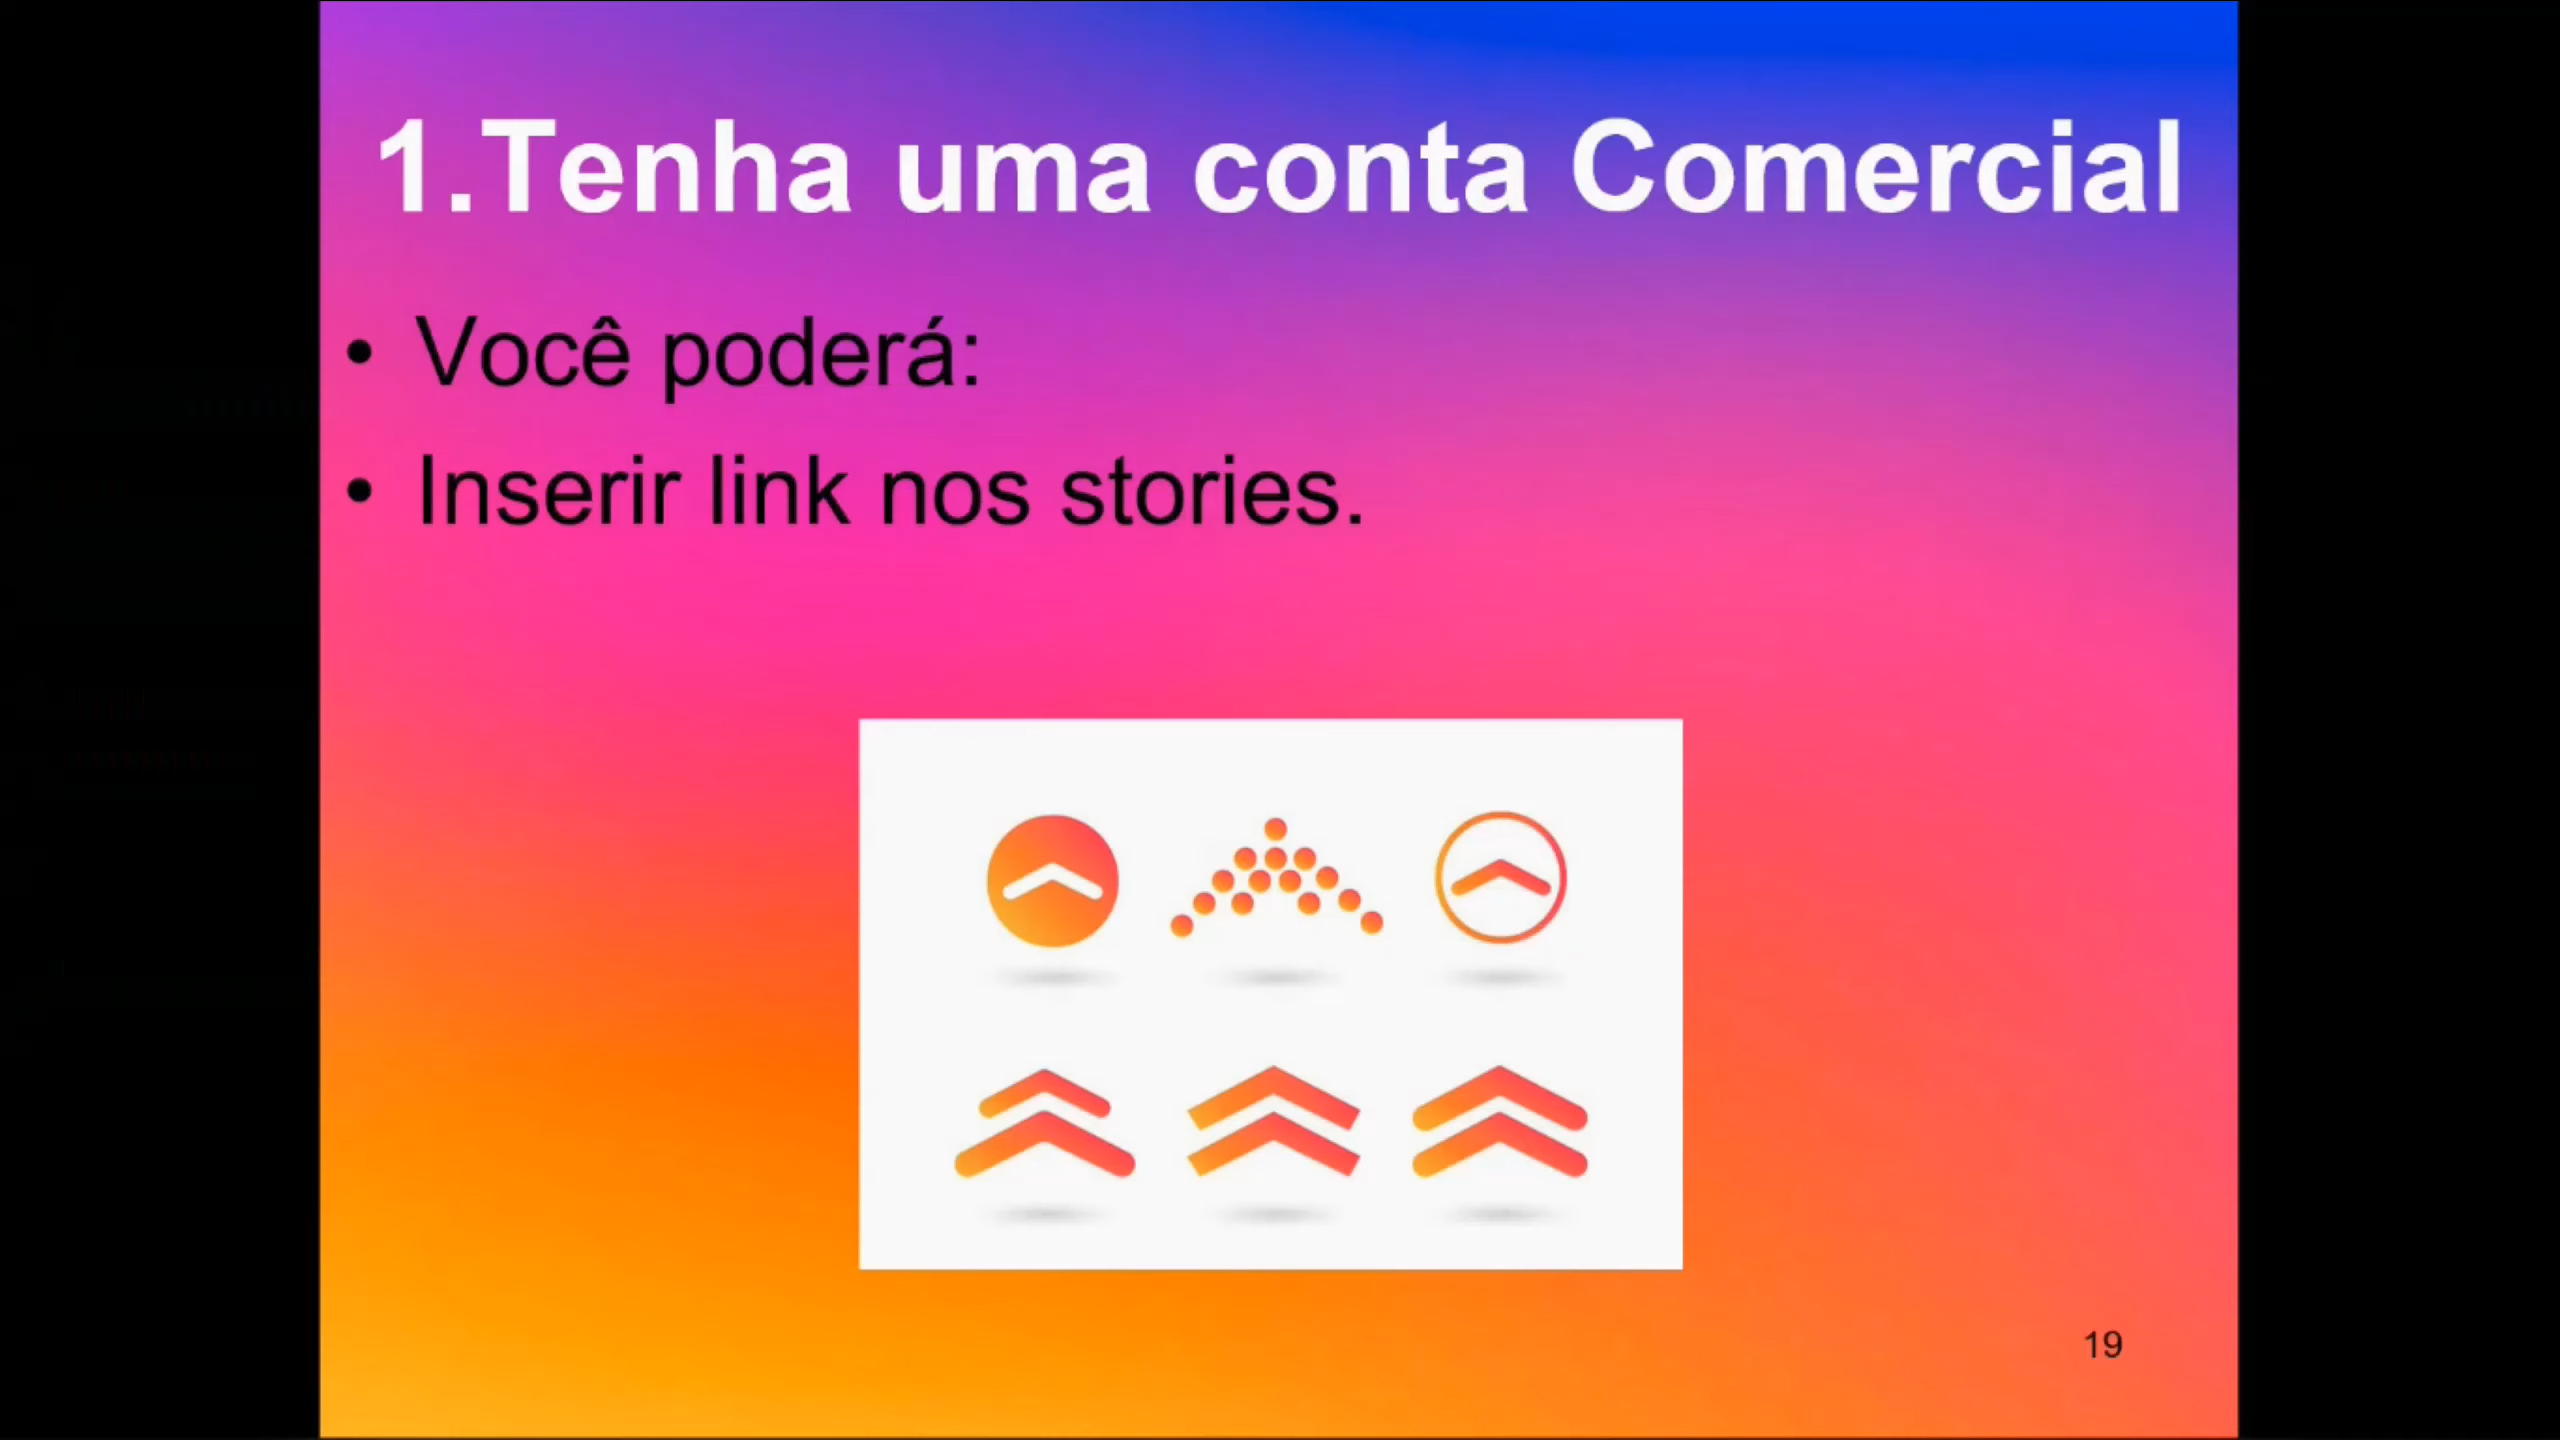 1.Tenha uma conta Comercial
• Você poderá:
• Inserir link nos stories.
19